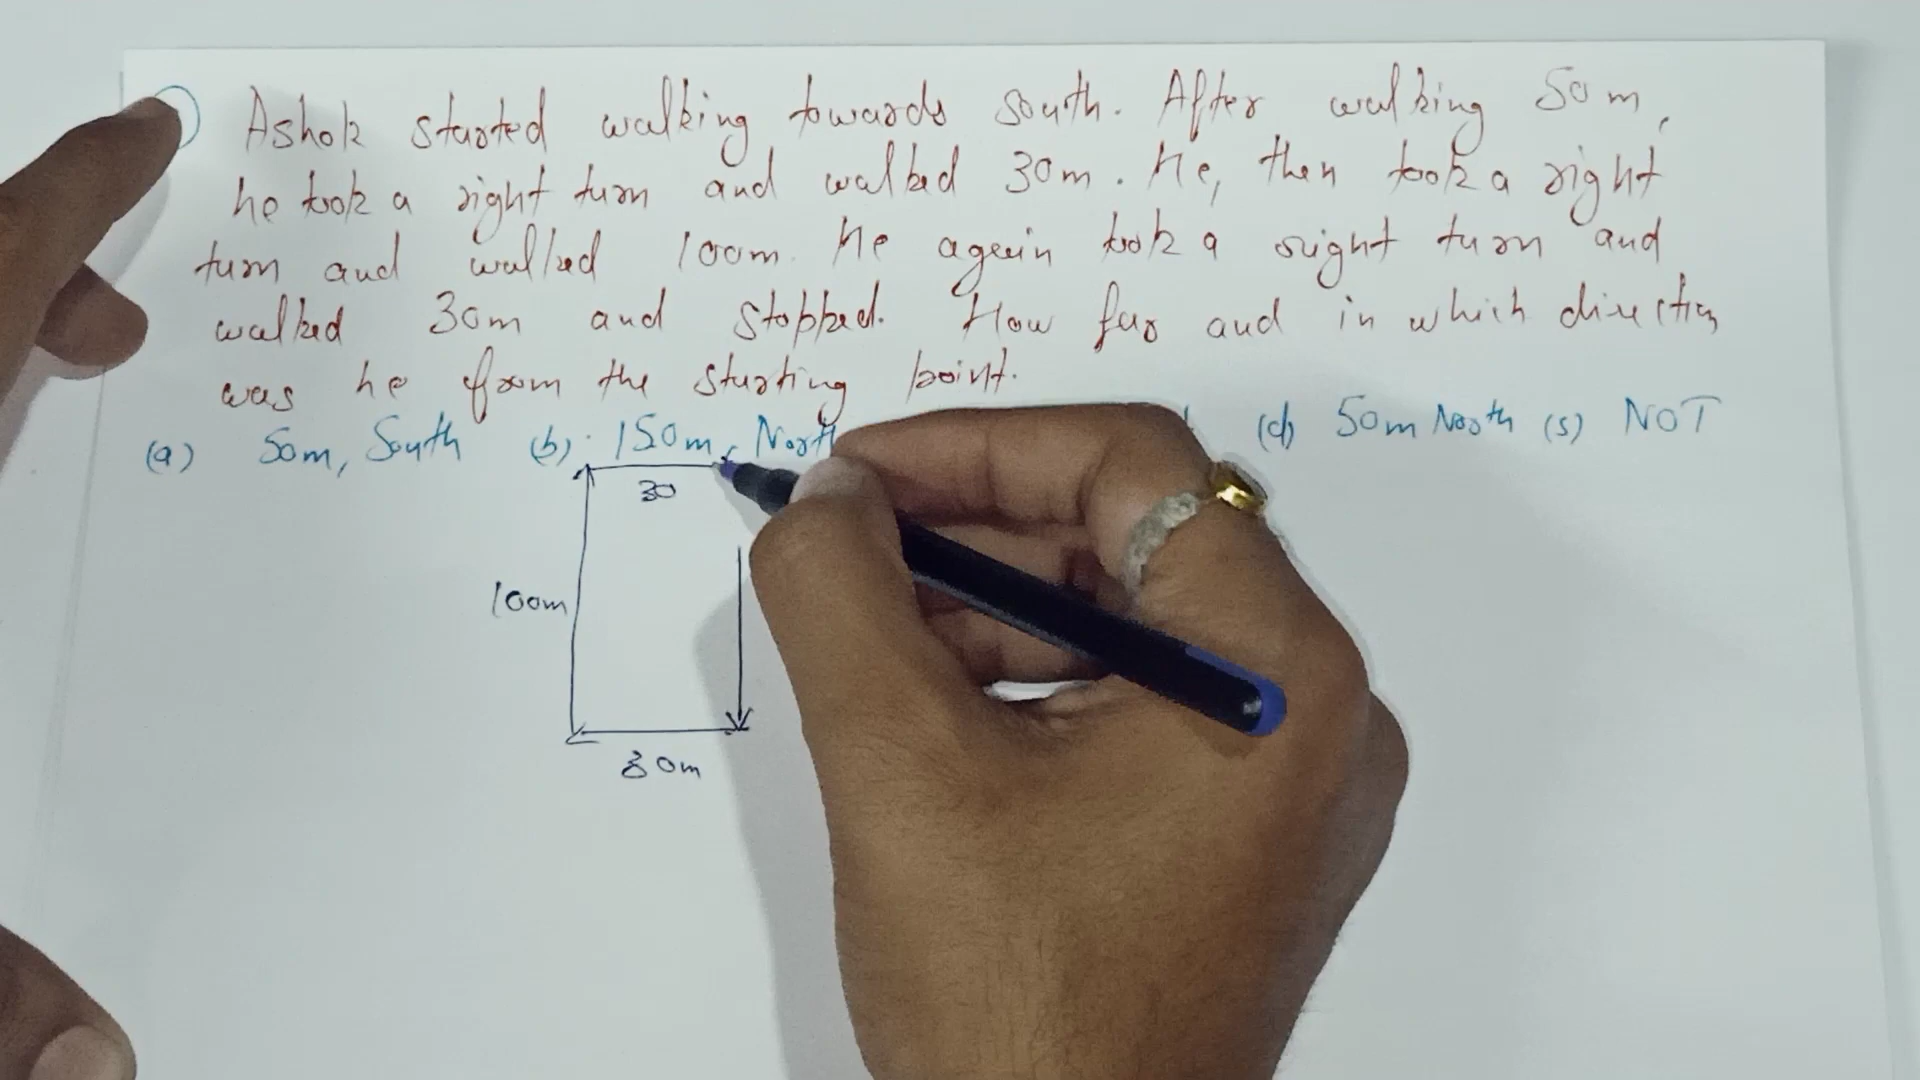 Ashok started walking towards south. After walking 50m,
he took a right turn and walked 30m. He, then took a right
turn and walked 100m. He again took a right turn and
walked 30m and stopped. How far and in which direction
was he from the starting point.
(a) 50m, South (b) 150m, North (d) 50m North (s) NOT
30
100m
30m